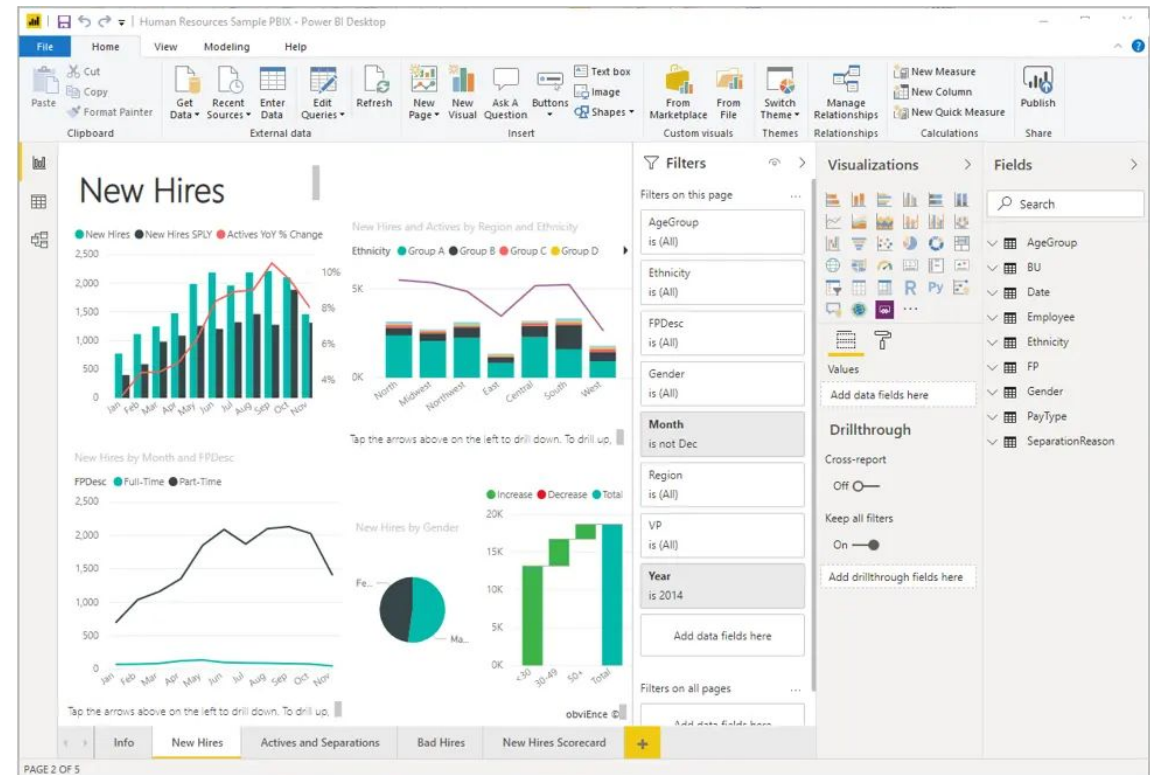 Human Resources Sample PBIX - Power BI Desktop
File Home View Modeling Help
Paste
Cut
Copy
Format Painter
Clipboard
Get Data
Recent Sources
Enter Data
Edit Queries
External data
Refresh
New Page
New Visual
Ask A Question
Buttons
Text box
Image
Shapes
Insert
From Marketplace
From File
Custom visuals
Switch Theme
Themes
Manage Relationships
Relationships
New Measure
New Column
New Quick Measure
Calculations
Publish
Share
New Hires
New Hires New Hires SPLY Actives YoY % Change
2,500
2,000
1,500
1,000
500
0
10%
8%
6%
4%
Jan Feb Mar Apr May Jun Jul Aug Sep Oct Nov
New Hires and Actives by Region and Ethnicity
Ethnicity Group A Group B Group C Group D
5K
0K
North Midwest Northwest East Central South West
Tap the arrows above on the left to drill down. To drill up,
New Hires by Month and FPDesc
FPDesc Full-Time Part-Time
2,500
2,000
1,500
1,000
500
0
Jan Feb Mar Apr May Jun Jul Aug Sep Oct Nov
Tap the arrows above on the left to drill down. To drill up,
New Hires by Gender
Fe...
Ma...
Increase Decrease Total
20K
15K
10K
5K
0K
<30 30-49 50+ Total
obviEnce ©
Filters
Filters on this page ...
AgeGroup
is (All)
Ethnicity
is (All)
FPDesc
is (All)
Gender
is (All)
Month
is not Dec
Region
is (All)
VP
is (All)
Year
is 2014
Add data fields here
Filters on all pages ...
Add data fields here
Visualizations
R Py
...
Values
Add data fields here
Drillthrough
Cross-report
Off
Keep all filters
On
Add drillthrough fields here
Fields
Search
AgeGroup
BU
Date
Employee
Ethnicity
FP
Gender
PayType
SeparationReason
Info New Hires Actives and Separations Bad Hires New Hires Scorecard +
PAGE 2 OF 5